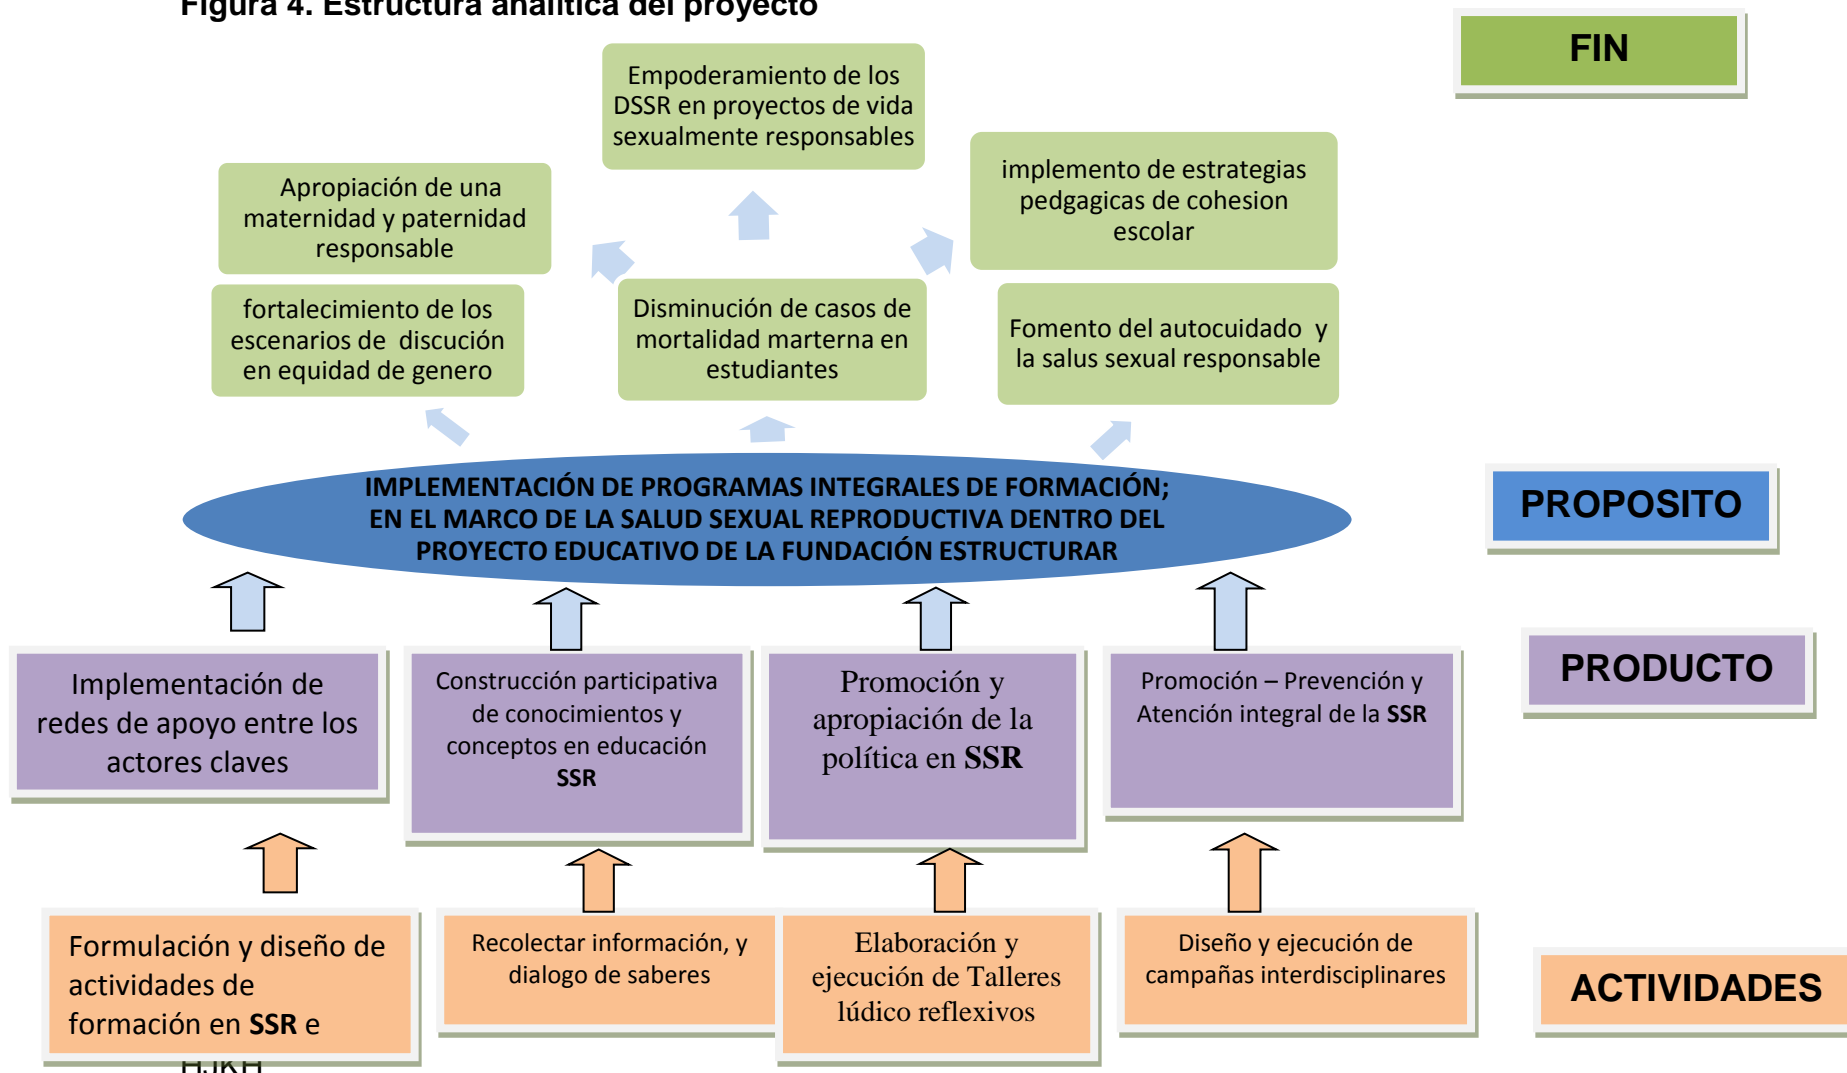 Figura 4. Estructura analítica del proyecto
FIN
Empoderamiento de los
DSSR en proyectos de vida
sexualmente responsables
Apropiación de una
maternidad y paternidad
responsable
implemento de estrategias
pedgagicas de cohesion
escolar
fortalecimiento de los
escenarios de discución
en equidad de genero
Disminución de casos de
mortalidad marterna en
estudiantes
Fomento del autocuidado y
la salus sexual responsable
IMPLEMENTACIÓN DE PROGRAMAS INTEGRALES DE FORMACIÓN;
EN EL MARCO DE LA SALUD SEXUAL REPRODUCTIVA DENTRO DEL
PROYECTO EDUCATIVO DE LA FUNDACIÓN ESTRUCTURAR
PROPOSITO
Implementación de
redes de apoyo entre los
actores claves
Construcción participativa
de conocimientos y
conceptos en educación
SSR
Promoción y
apropiación de la
política en SSR
Promoción – Prevención y
Atención integral de la SSR
PRODUCTO
Formulación y diseño de
actividades de
formación en SSR e
Recolectar información, y
dialogo de saberes
Elaboración y
ejecución de Talleres
lúdico reflexivos
Diseño y ejecución de
campañas interdisciplinares
ACTIVIDADES
HJKH